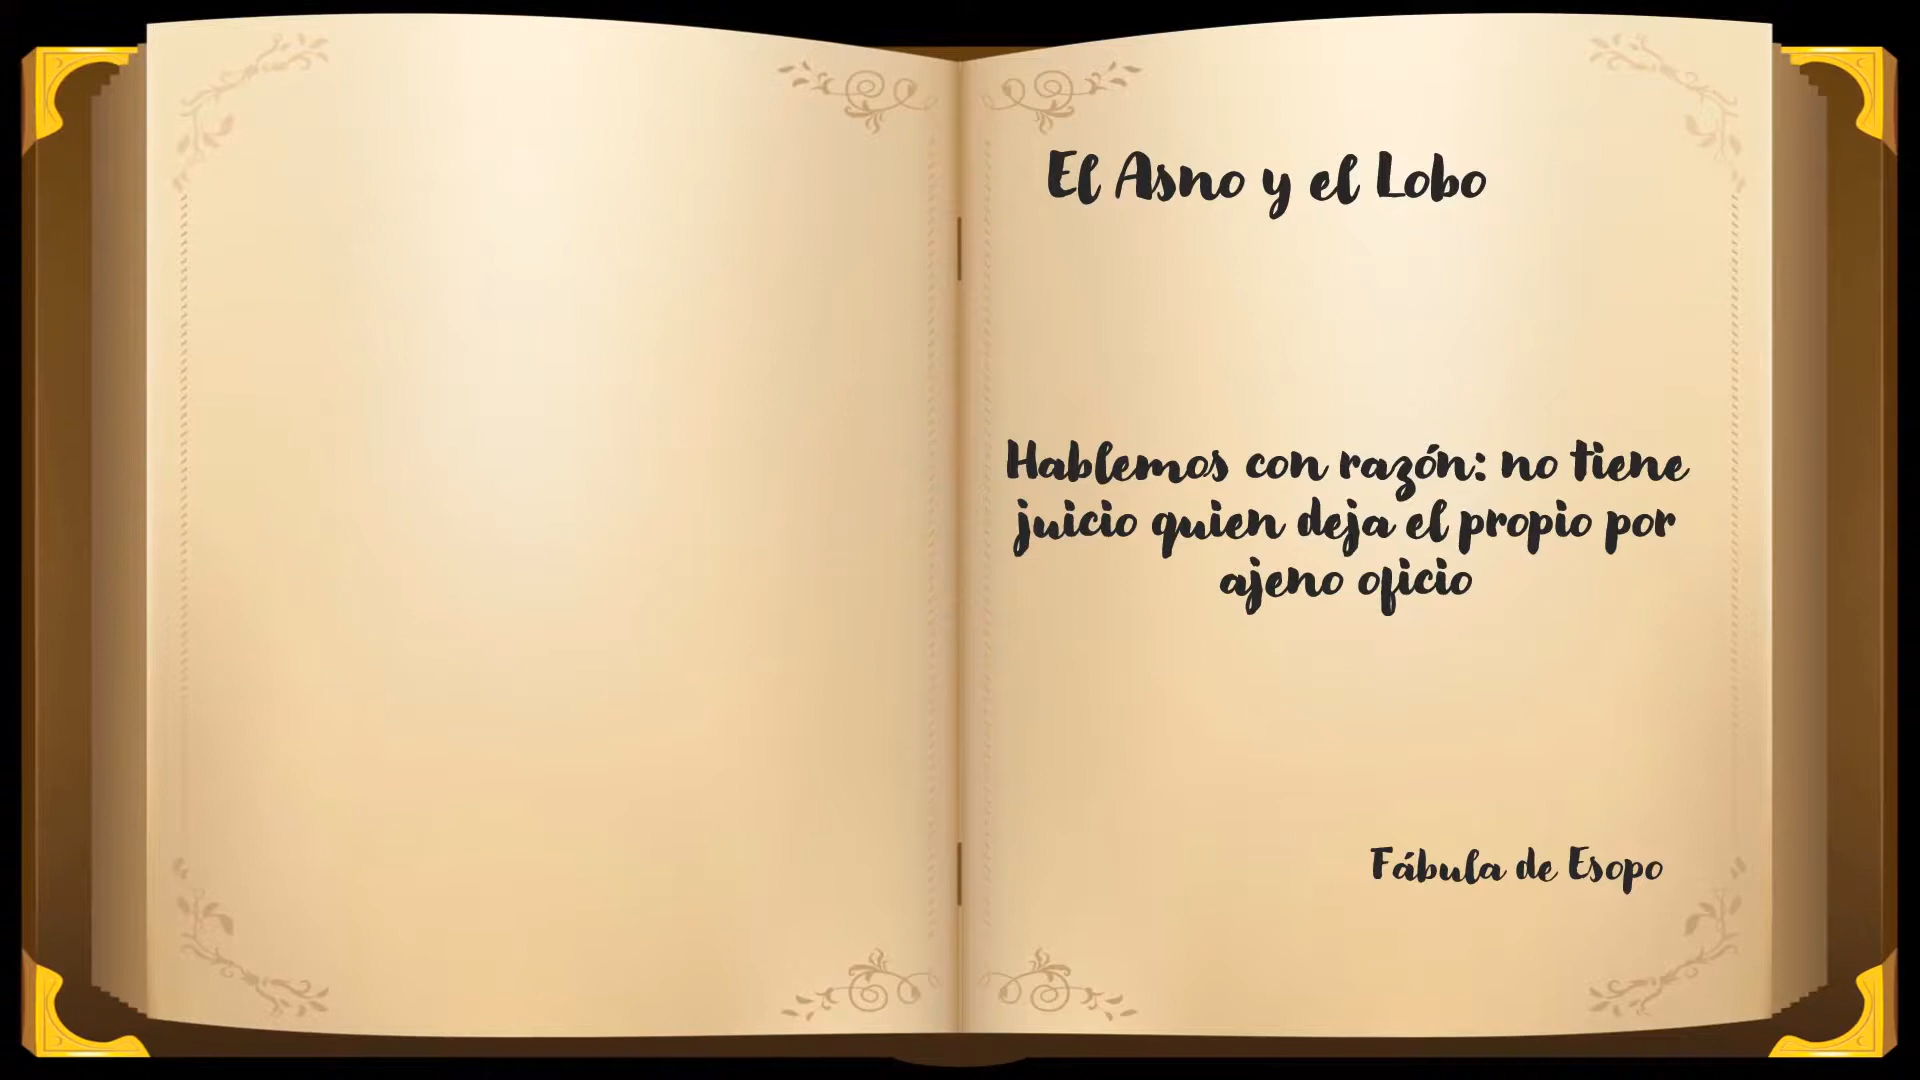 El Asno y el Lobo
Hablemos con razón: no tiene
juicio quien deja el propio por
ajeno oficio
Fábula de Esopo